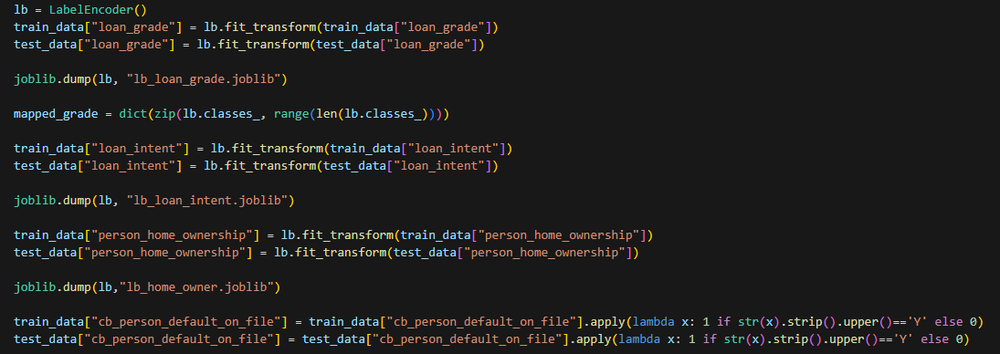 lb = LabelEncoder()
train_data["loan_grade"] = lb.fit_transform(train_data["loan_grade"])
test_data["loan_grade"] = lb.fit_transform(test_data["loan_grade"])
joblib.dump(lb, "lb_loan_grade.joblib")
mapped_grade = dict(zip(lb.classes_, range(len(lb.classes_))))
train_data["loan_intent"] = lb.fit_transform(train_data["loan_intent"])
test_data["loan_intent"] = lb.fit_transform(test_data["loan_intent"])
joblib.dump(lb, "lb_loan_intent.joblib")
train_data["person_home_ownership"] = lb.fit_transform(train_data["person_home_ownership"])
test_data["person_home_ownership"] = lb.fit_transform(test_data["person_home_ownership"])
joblib.dump(lb,"lb_home_owner.joblib")
train_data["cb_person_default_on_file"] = train_data["cb_person_default_on_file"].apply(lambda x: 1 if str(x).strip().upper()=='Y' else 0)
test_data["cb_person_default_on_file"] = test_data["cb_person_default_on_file"].apply(lambda x: 1 if str(x).strip().upper()=='Y' else 0)